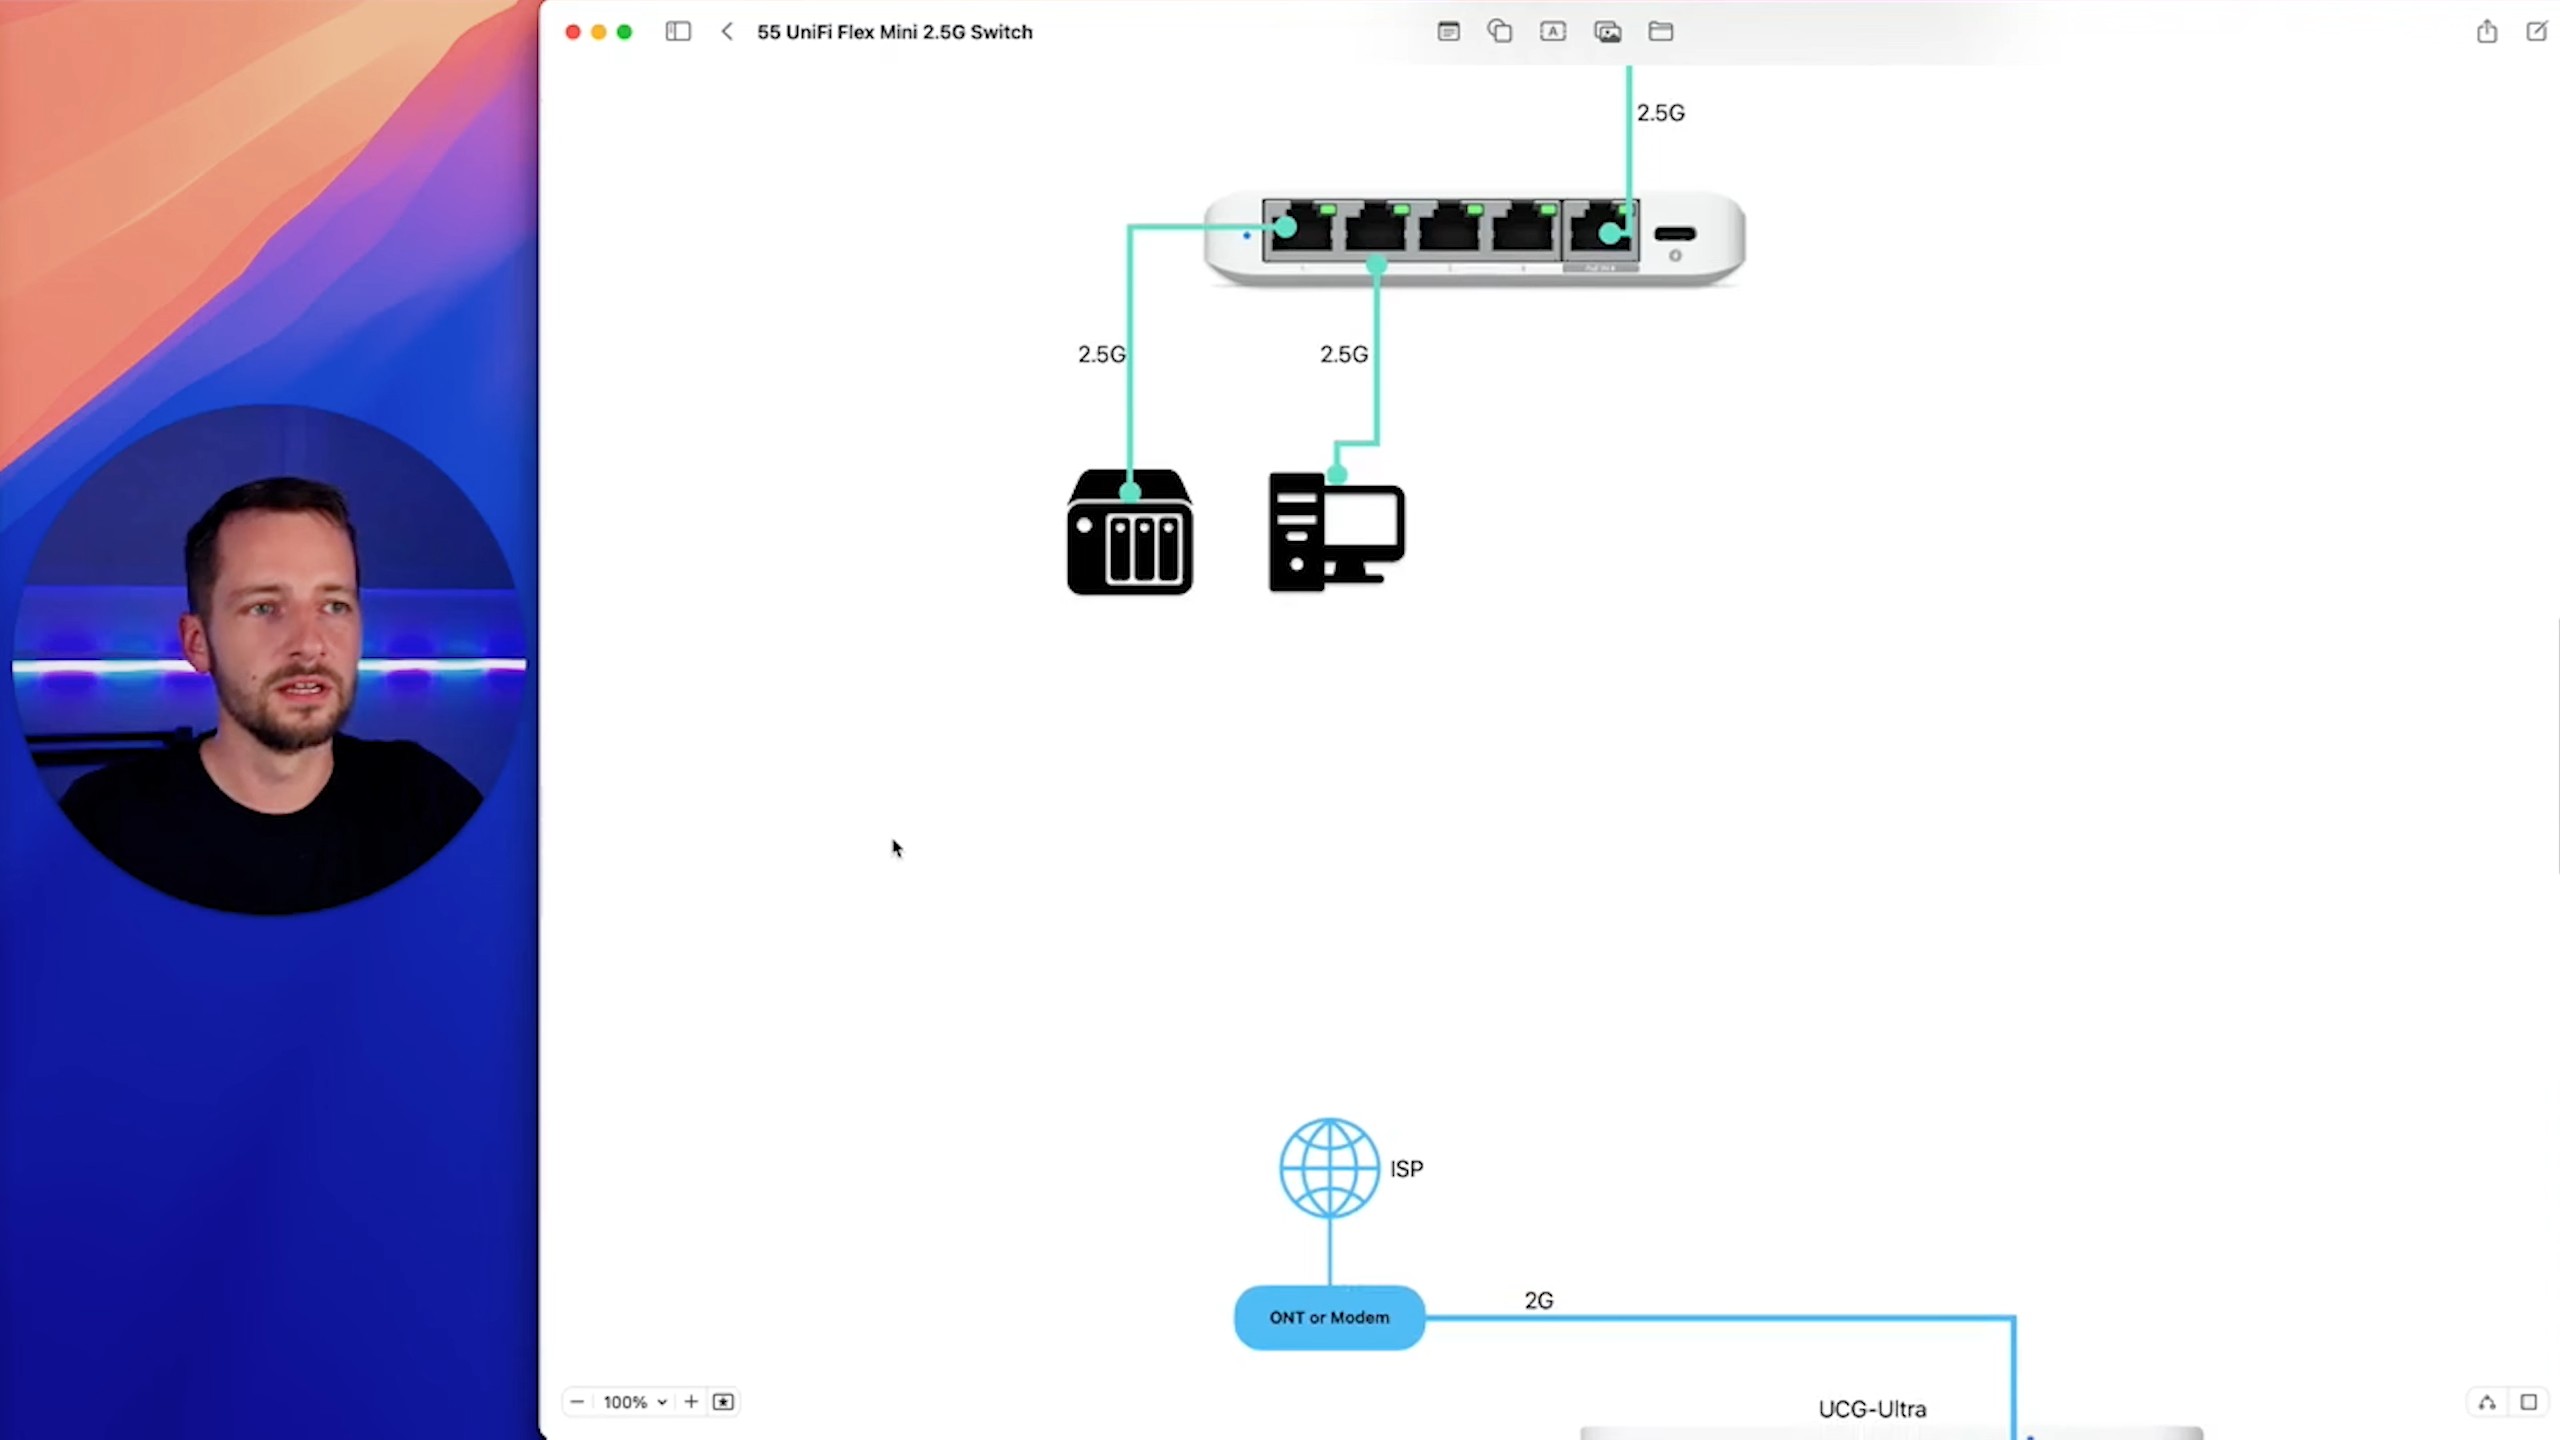 55 UniFi Flex Mini 2.5G Switch
2.5G
2.5G
2.5G
ISP
ONT or Modem
2G
UCG-Ultra
100%